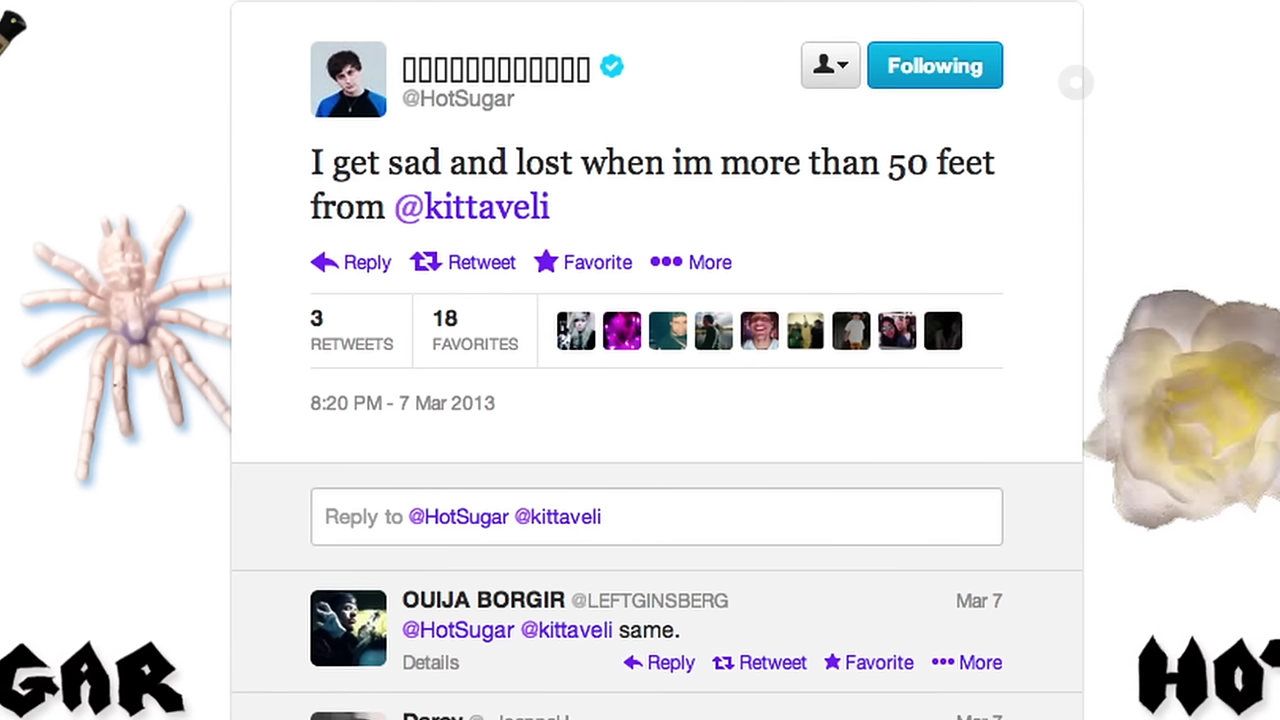 @HotSugar
Following
I get sad and lost when im more than 50 feet
from @kittaveli
Reply Retweet Favorite More
3 18
RETWEETS FAVORITES
8:20 PM - 7 Mar 2013
Reply to @HotSugar @kittaveli
OUIJA BORGIR @LEFTGINSBERG Mar 7
@HotSugar @kittaveli same.
Details Reply Retweet Favorite More
GAR HOT
Mar 7